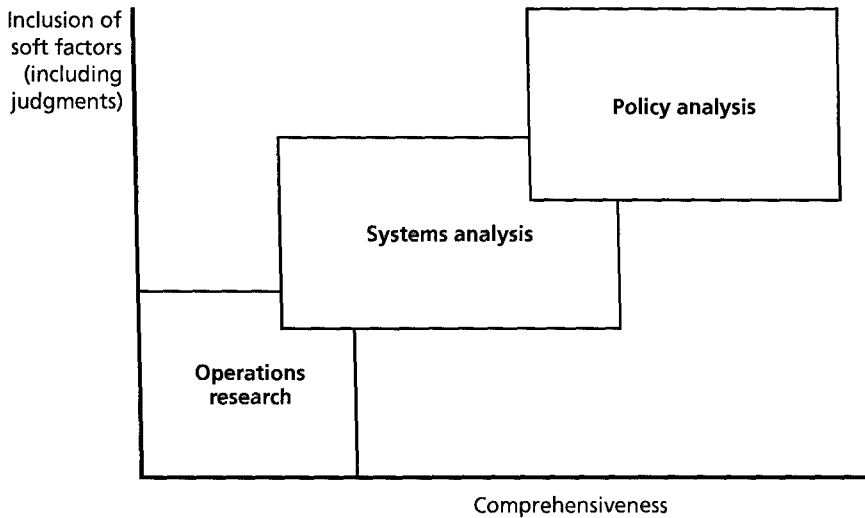 Inclusion of
soft factors
(including
judgments)
Policy analysis
Systems analysis
Operations
research
Comprehensiveness